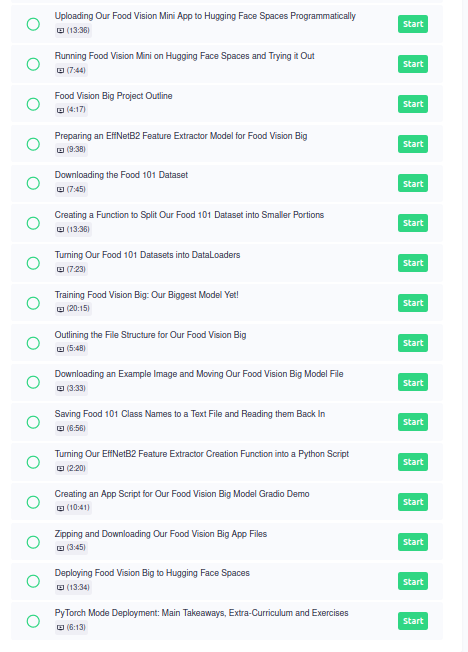 Uploading Our Food Vision Mini App to Hugging Face Spaces Programmatically
(13:36)
Start
Running Food Vision Mini on Hugging Face Spaces and Trying it Out
(7:44)
Start
Food Vision Big Project Outline
(4:17)
Start
Preparing an EffNetB2 Feature Extractor Model for Food Vision Big
(9:38)
Start
Downloading the Food 101 Dataset
(7:45)
Start
Creating a Function to Split Our Food 101 Dataset into Smaller Portions
(13:36)
Start
Turning Our Food 101 Datasets into DataLoaders
(7:23)
Start
Training Food Vision Big: Our Biggest Model Yet!
(20:15)
Start
Outlining the File Structure for Our Food Vision Big
(5:48)
Start
Downloading an Example Image and Moving Our Food Vision Big Model File
(3:33)
Start
Saving Food 101 Class Names to a Text File and Reading them Back In
(6:56)
Start
Turning Our EffNetB2 Feature Extractor Creation Function into a Python Script
(2:20)
Start
Creating an App Script for Our Food Vision Big Model Gradio Demo
(10:41)
Start
Zipping and Downloading Our Food Vision Big App Files
(3:45)
Start
Deploying Food Vision Big to Hugging Face Spaces
(13:34)
Start
PyTorch Mode Deployment: Main Takeaways, Extra-Curriculum and Exercises
(6:13)
Start